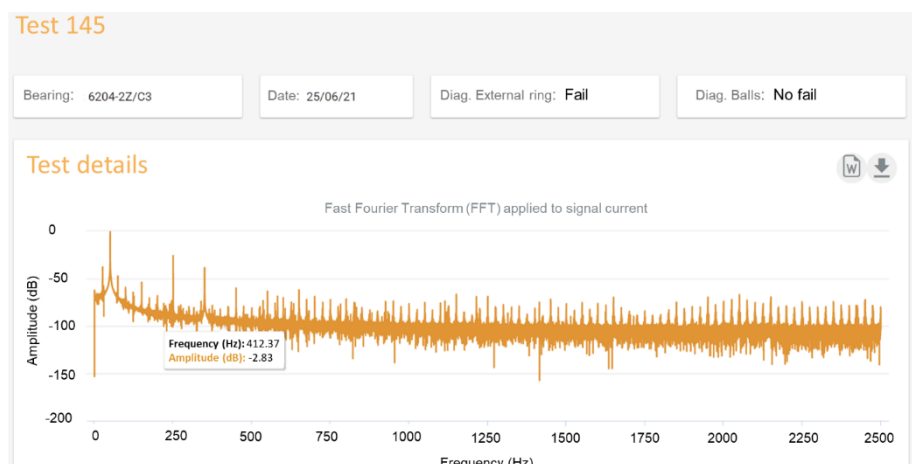 Test 145
Bearing: 6204-2Z/C3
Date: 25/06/21
Diag. External ring: Fail
Diag. Balls: No fail
Test details
W
Fast Fourier Transform (FFT) applied to signal current
Amplitude (dB)
0
-50
-100
-150
-200
Frequency (Hz): 412.37
Amplitude (dB): -2.83
0 250 500 750 1000 1250 1500 1750 2000 2250 2500
Frequency (Hz)